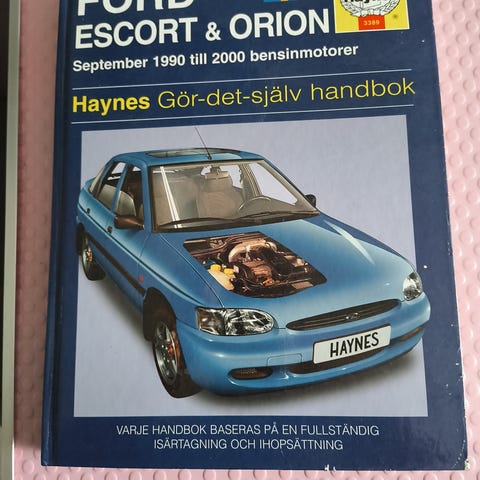 FORD
ESCORT & ORION
September 1990 till 2000 bensinmotorer
Haynes
3389
Haynes Gör-det-själv handbok
HAYNES
VARJE HANDBOK BASERAS PÅ EN FULLSTÄNDIG
ISÄRTAGNING OCH IHOPSÄTTNING